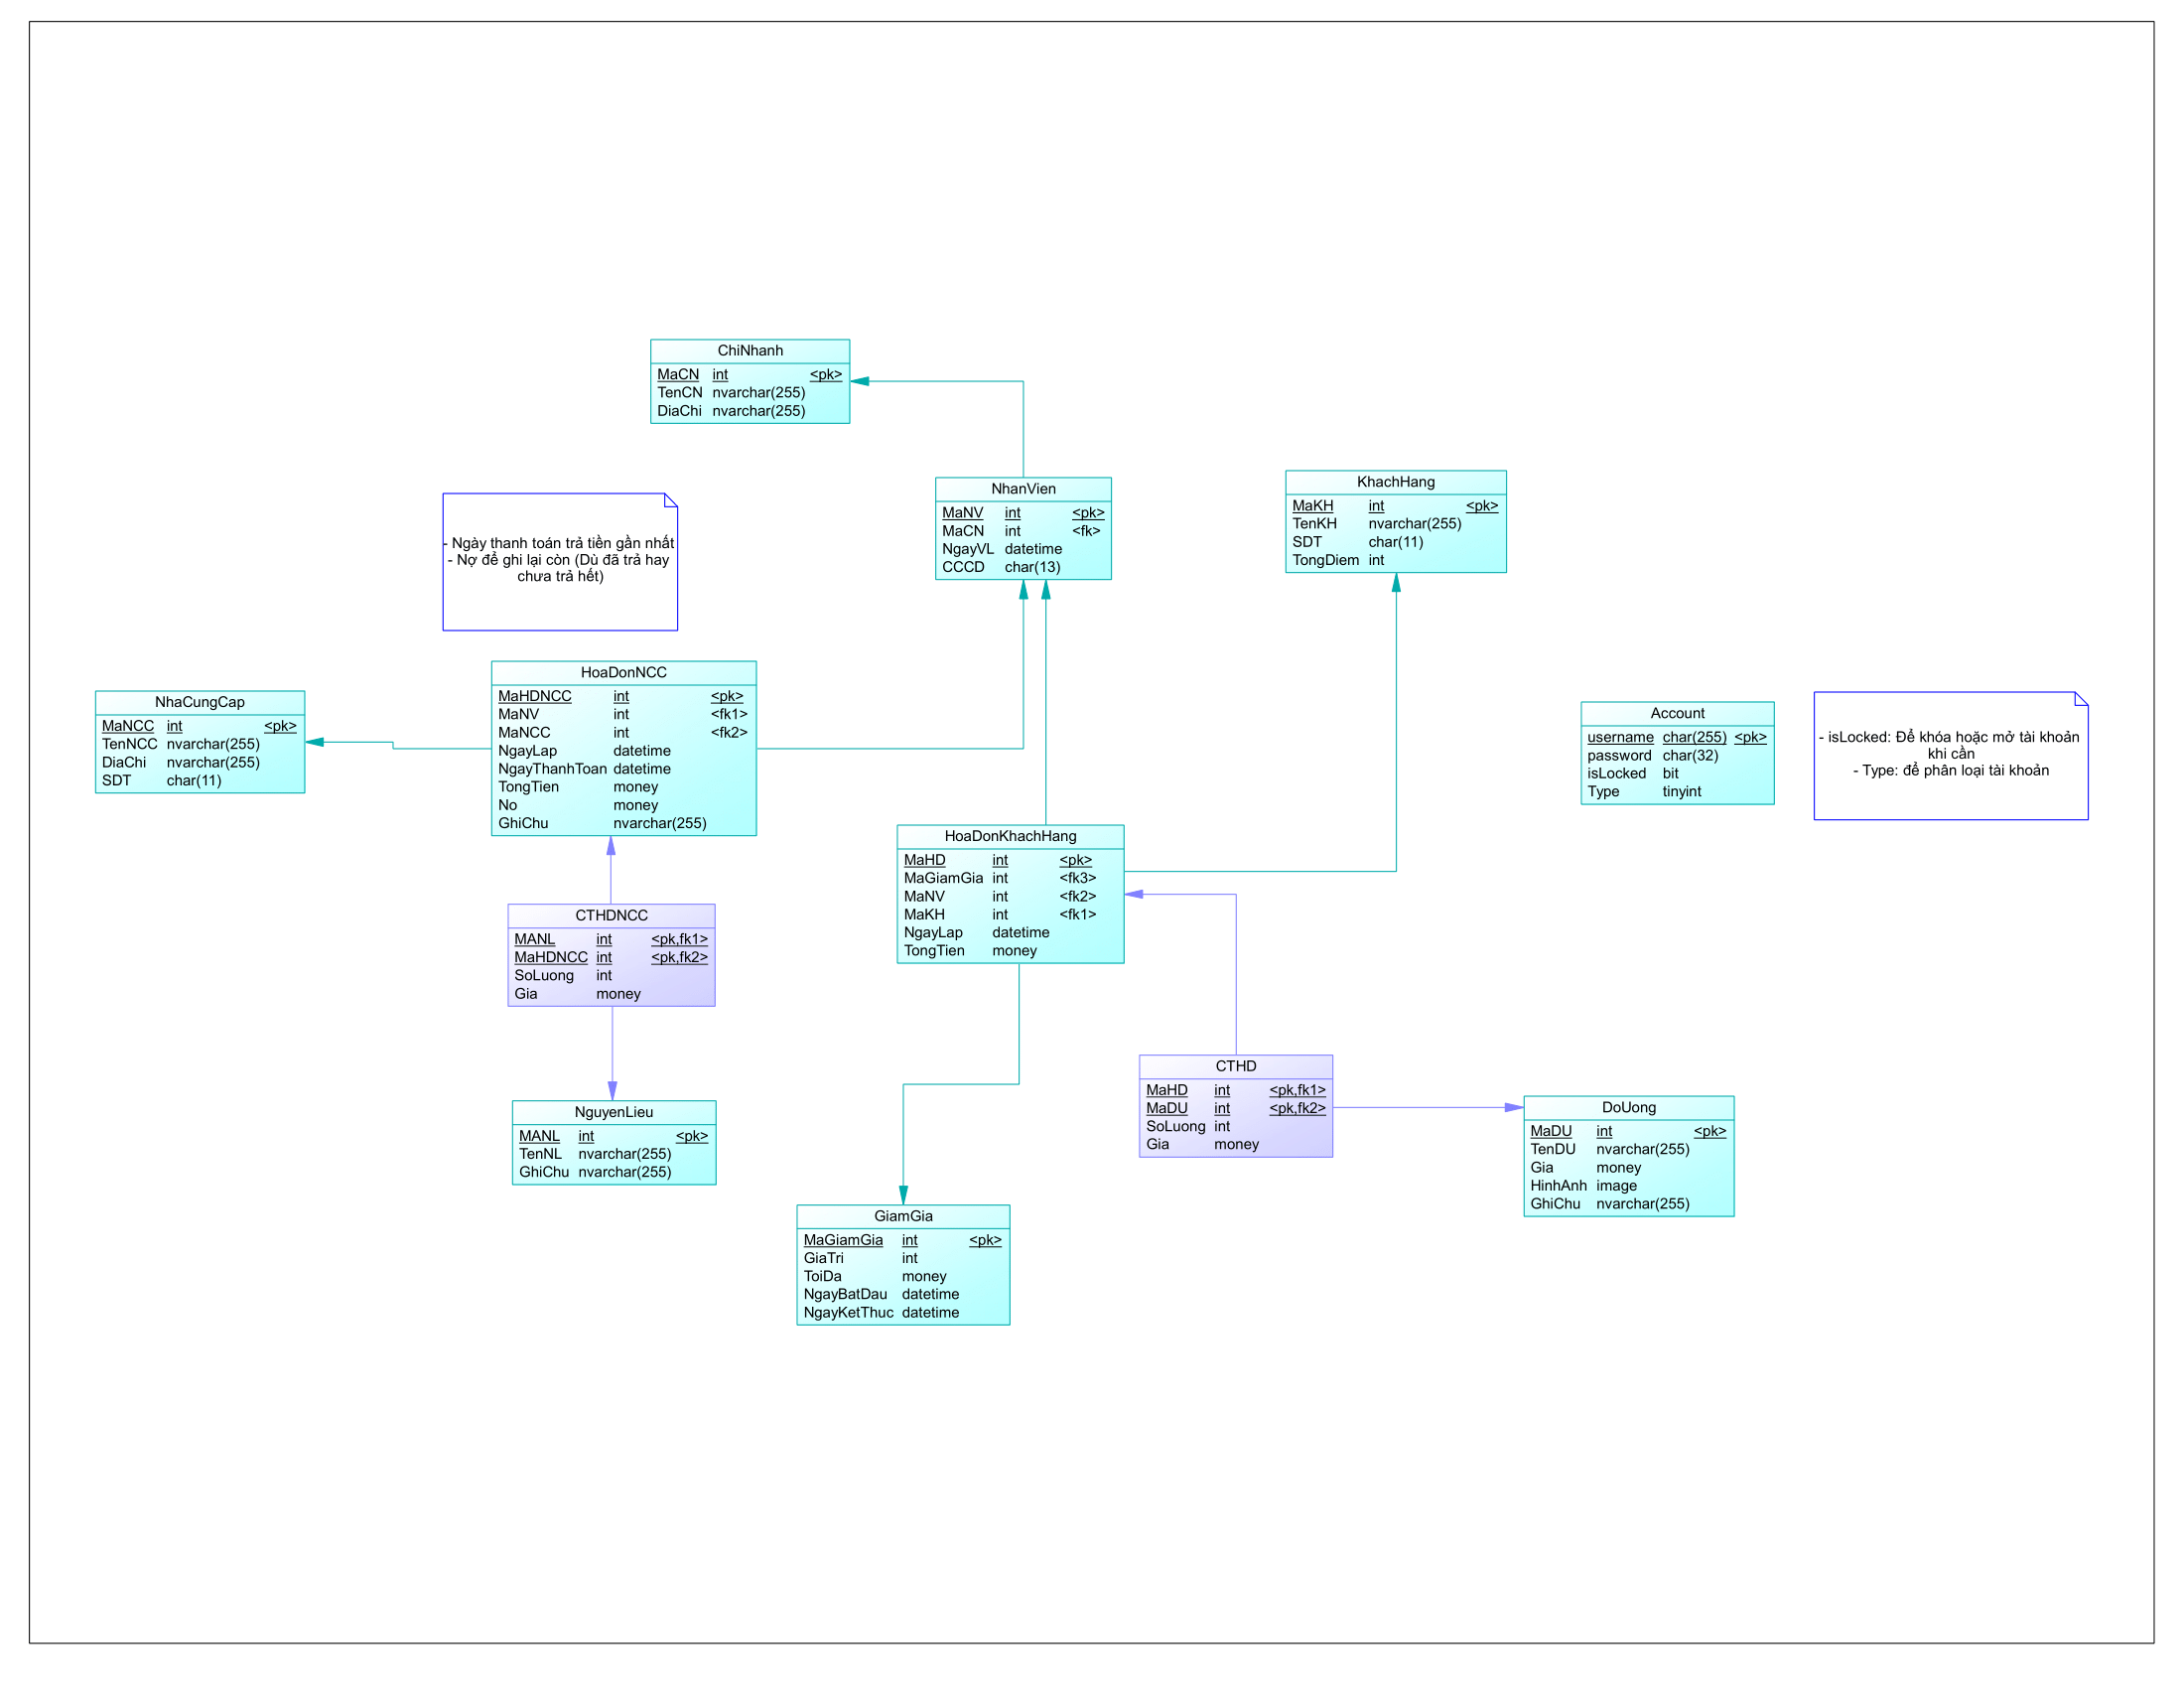 ChiNhanh
MaCN int <pk>
TenCN nvarchar(255)
DiaChi nvarchar(255)
NhanVien
MaNV int <pk>
MaCN int <fk>
NgayVL datetime
CCCD char(13)
KhachHang
MaKH int <pk>
TenKH nvarchar(255)
SDT char(11)
TongDiem int
- Ngày thanh toán trả tiền gần nhất
- Nợ để ghi lại còn (Dù đã trả hay
chưa trả hết)
NhaCungCap
MaNCC int <pk>
TenNCC nvarchar(255)
DiaChi nvarchar(255)
SDT char(11)
HoaDonNCC
MaHDNCC int <pk>
MaNV int <fk1>
MaNCC int <fk2>
NgayLap datetime
NgayThanhToan datetime
TongTien money
No money
GhiChu nvarchar(255)
Account
username char(255) <pk>
password char(32)
isLocked bit
Type tinyint
- isLocked: Để khóa hoặc mở tài khoản
khi cần
- Type: để phân loại tài khoản
HoaDonKhachHang
MaHD int <pk>
MaGiamGia int <fk3>
MaNV int <fk2>
MaKH int <fk1>
NgayLap datetime
TongTien money
CTHDNCC
MANL int <pk,fk1>
MaHDNCC int <pk,fk2>
SoLuong int
Gia money
CTHD
MaHD int <pk,fk1>
MaDU int <pk,fk2>
SoLuong int
Gia money
NguyenLieu
MANL int <pk>
TenNL nvarchar(255)
GhiChu nvarchar(255)
DoUong
MaDU int <pk>
TenDU nvarchar(255)
Gia money
HinhAnh image
GhiChu nvarchar(255)
GiamGia
MaGiamGia int <pk>
GiaTri int
ToiDa money
NgayBatDau datetime
NgayKetThuc datetime